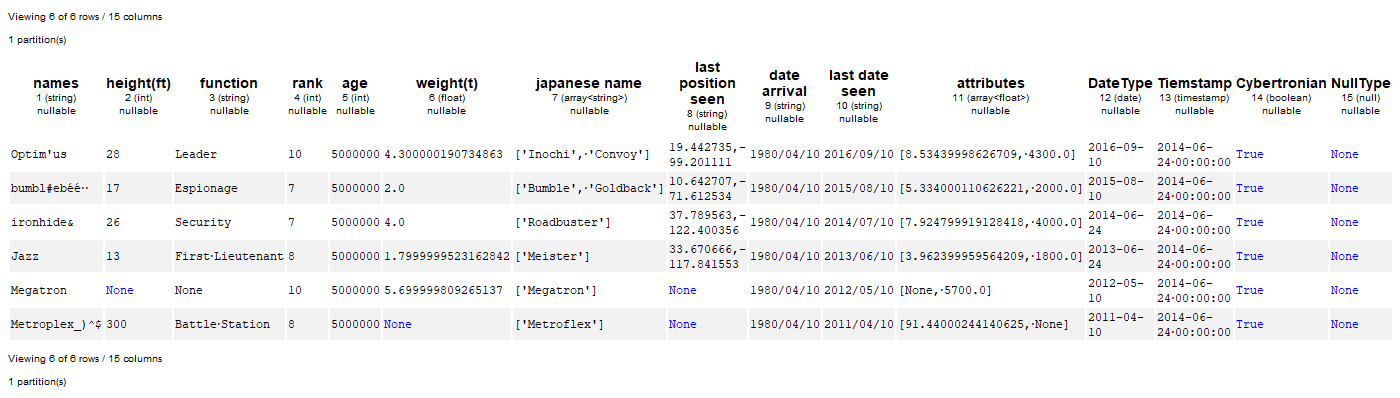 Viewing 6 of 6 rows / 15 columns
1 partition(s)
names height(ft) function rank age weight(t) japanese name last position seen date arrival last date seen attributes DateType Tiemstamp Cybertronian NullType
1 (string) 2 (int) 3 (string) 4 (int) 5 (int) 6 (float) 7 (array<string>) 8 (string) 9 (string) 10 (string) 11 (array<float>) 12 (date) 13 (timestamp) 14 (boolean) 15 (null)
nullable nullable nullable nullable nullable nullable nullable nullable nullable nullable nullable nullable nullable nullable nullable
Optim'us 28 Leader 10 5000000 4.300000190734863 ['Inochi',·'Convoy'] 19.442735,-99.201111 1980/04/10 2016/09/10 [8.53439998626709,·4300.0] 2016-09-10 2014-06-24·00:00:00 True None
bumbl#ebéé·· 17 Espionage 7 5000000 2.0 ['Bumble',·'Goldback'] 10.642707,-71.612534 1980/04/10 2015/08/10 [5.334000110626221,·2000.0] 2015-08-10 2014-06-24·00:00:00 True None
ironhide& 26 Security 7 5000000 4.0 ['Roadbuster'] 37.789563,-122.400356 1980/04/10 2014/07/10 [7.924799919128418,·4000.0] 2014-06-24 2014-06-24·00:00:00 True None
Jazz 13 First·Lieutenant 8 5000000 1.7999999523162842 ['Meister'] 33.670666,-117.841553 1980/04/10 2013/06/10 [3.962399959564209,·1800.0] 2013-06-24 2014-06-24·00:00:00 True None
Megatron None None 10 5000000 5.699999809265137 ['Megatron'] None 1980/04/10 2012/05/10 [None,·5700.0] 2012-05-10 2014-06-24·00:00:00 True None
Metroplex_)^$ 300 Battle·Station 8 5000000 None ['Metroflex'] None 1980/04/10 2011/04/10 [91.44000244140625,·None] 2011-04-10 2014-06-24·00:00:00 True None
Viewing 6 of 6 rows / 15 columns
1 partition(s)